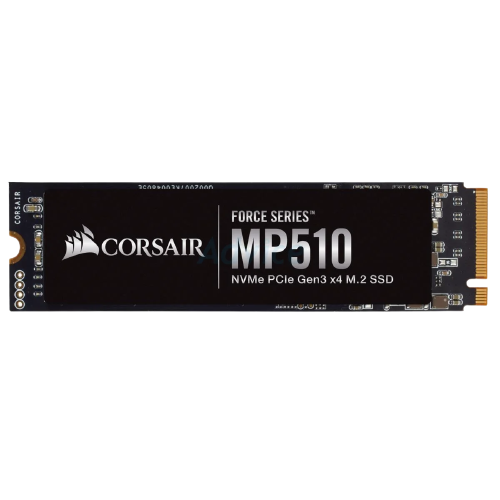 CORSAIR
CORSAIR
FORCE SERIES™
MP510
NVMe PCIe Gen3 x4 M.2 SSD